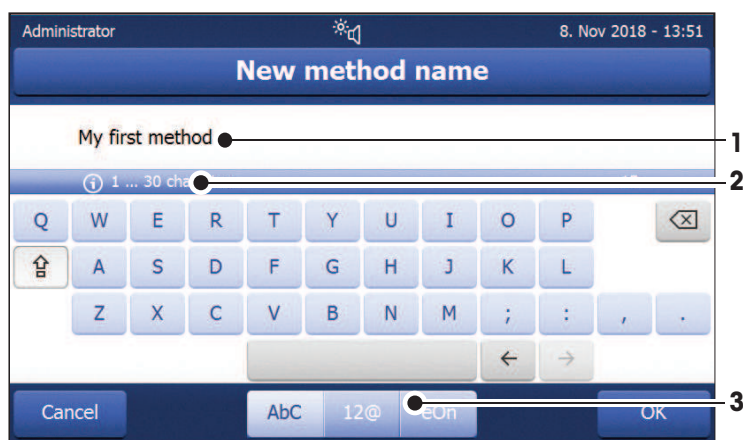 Administrator 8. Nov 2018 - 13:51
New method name
My first method 1
1 ... 30 2
Q W E R T Y U I O P
A S D F G H J K L
Z X C V B N M ; : , .
← →
Cancel AbC 12@ OK 3